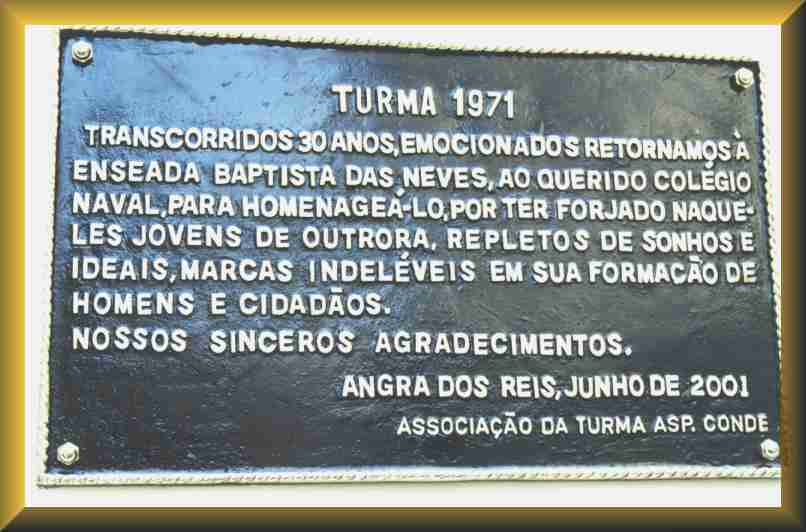 TURMA 1971
TRANSCORRIDOS 30 ANOS, EMOCIONADOS RETORNAMOS À
ENSEADA BAPTISTA DAS NEVES, AO QUERIDO COLÉGIO
NAVAL, PARA HOMENAGEÁ-LO, POR TER FORJADO NAQUE-
LES JOVENS DE OUTRORA, REPLETOS DE SONHOS E
IDEAIS, MARCAS INDELÉVEIS EM SUA FORMAÇÃO DE
HOMENS E CIDADÃOS.
NOSSOS SINCEROS AGRADECIMENTOS.
ANGRA DOS REIS, JUNHO DE 2001
ASSOCIAÇÃO DA TURMA ASP. CONDE